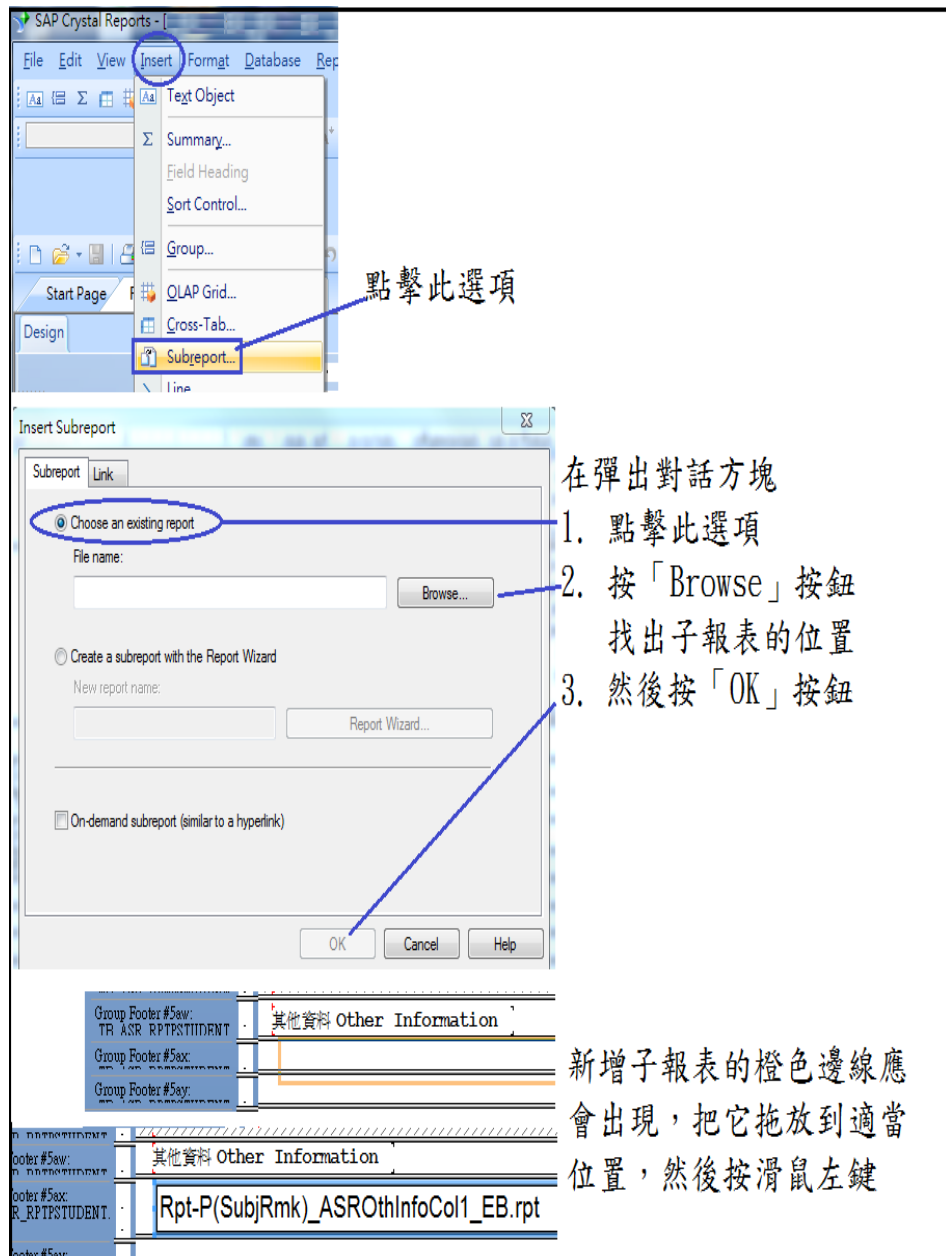 SAP Crystal Reports - [
File Edit View Insert Format Database Rep
Text Object
Summary...
Field Heading
Sort Control...
Group...
Start Page
OLAP Grid...
Design
Cross-Tab...
Subreport...
Line
點擊此選項
Insert Subreport
Subreport Link
Choose an existing report
File name:
Browse...
Create a subreport with the Report Wizard
New report name:
Report Wizard...
On-demand subreport (similar to a hyperlink)
OK Cancel Help
在彈出對話方塊
1. 點擊此選項
2. 按「Browse」按鈕
找出子報表的位置
3. 然後按「OK」按鈕
Group Footer #5aw:
TB_ASR_RPTPSTUDENT
其他資料 Other Information
Group Footer #5ax:
Group Footer #5ay:
新增子報表的橙色邊線應
會出現，把它拖放到適當
位置，然後按滑鼠左鍵
ooter #5aw:
其他資料 Other Information
ooter #5ax:
R_RPTPSTUDENT.
Rpt-P(SubjRmk)_ASROthInfoCol1_EB.rpt